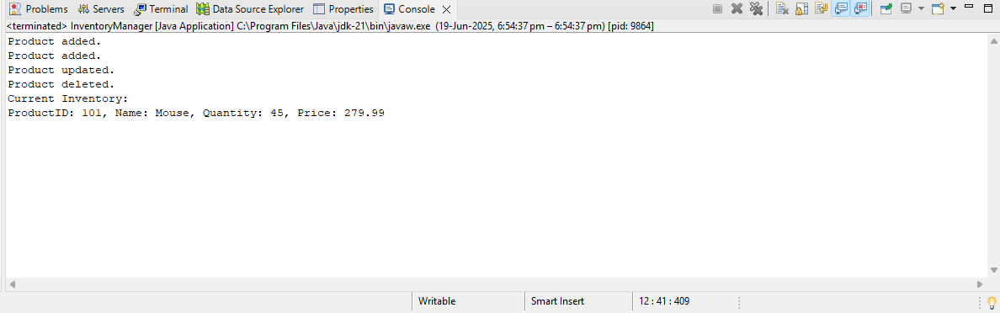 Problems Servers Terminal Data Source Explorer Properties Console
<terminated> InventoryManager [Java Application] C:\Program Files\Java\jdk-21\bin\javaw.exe (19-Jun-2025, 6:54:37 pm – 6:54:37 pm) [pid: 9864]
Product added.
Product added.
Product updated.
Product deleted.
Current Inventory:
ProductID: 101, Name: Mouse, Quantity: 45, Price: 279.99
Writable Smart Insert 12 : 41 : 409